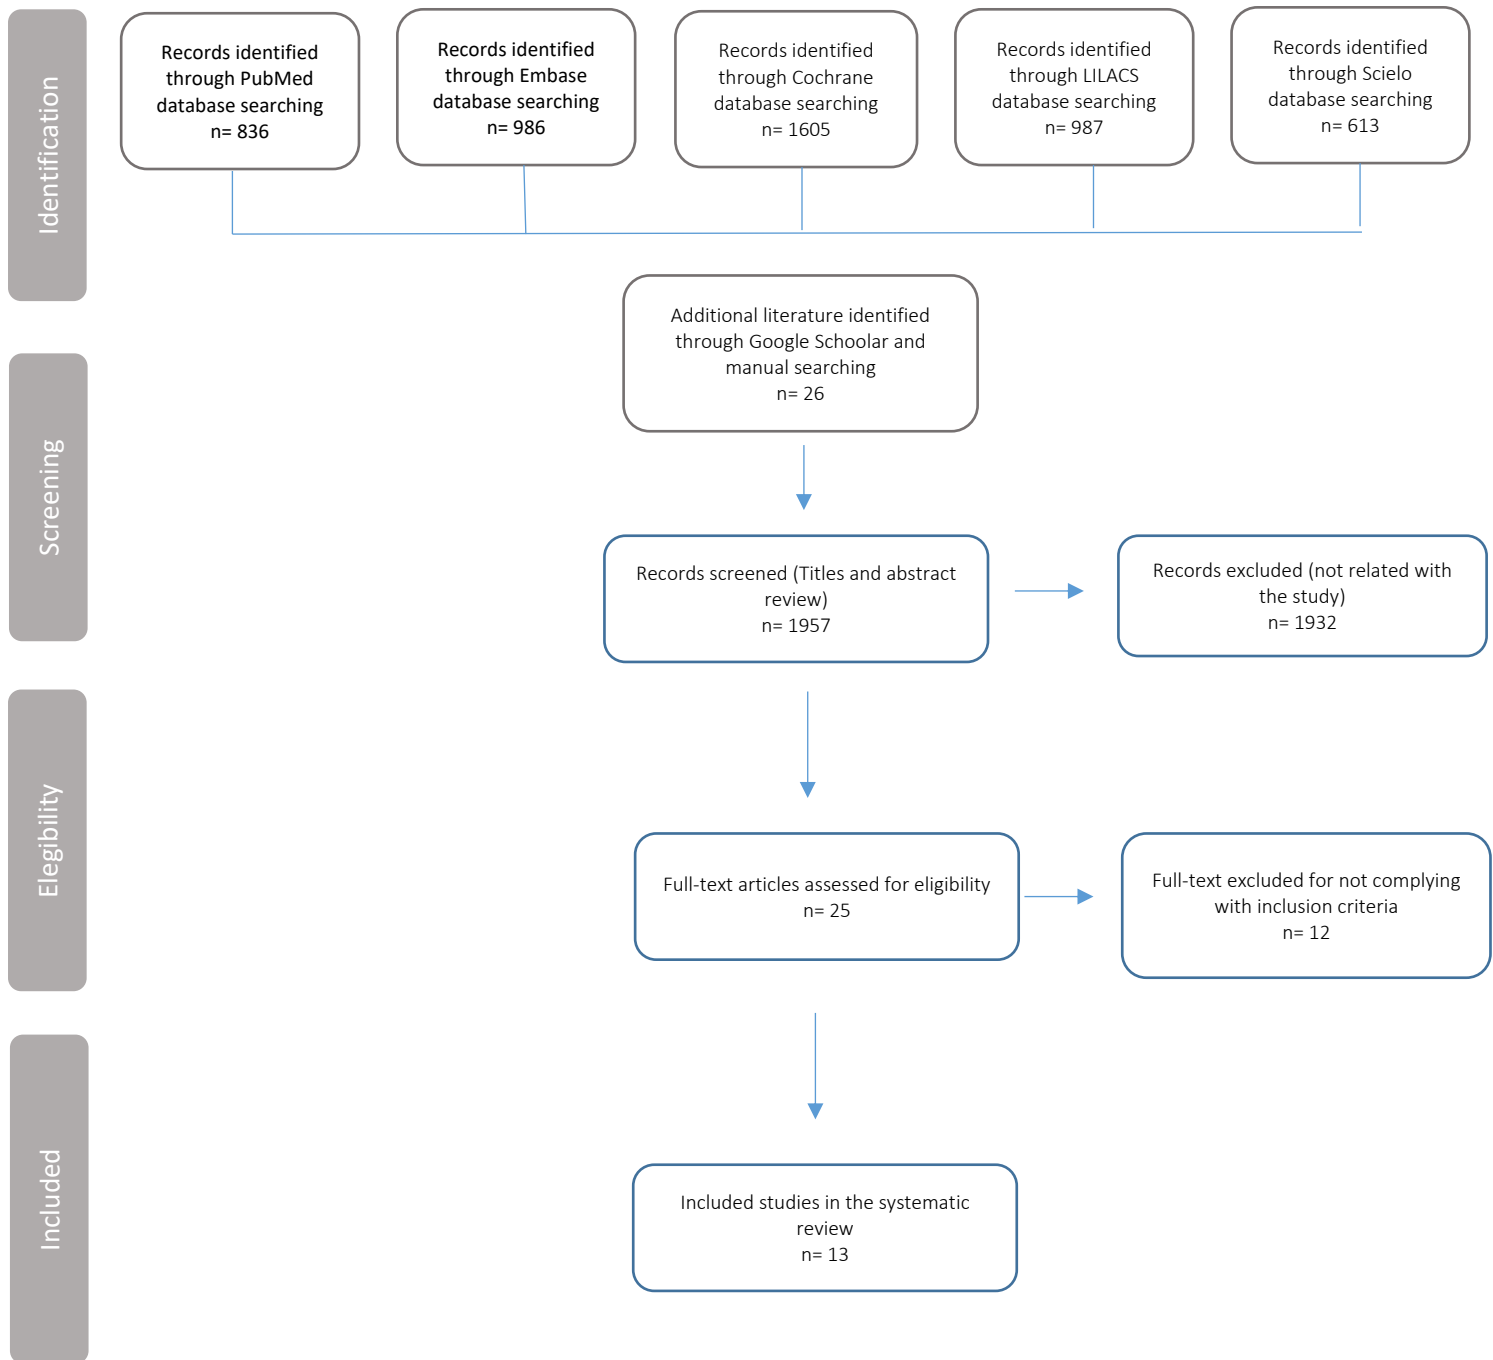 Identification
Records identified
through PubMed
database searching
n= 836
Records identified
through Embase
database searching
n= 986
Records identified
through Cochrane
database searching
n= 1605
Records identified
through LILACS
database searching
n= 987
Records identified
through Scielo
database searching
n= 613
Additional literature identified
through Google Schoolar and
manual searching
n= 26
Screening
Records screened (Titles and abstract
review)
n= 1957
Records excluded (not related with
the study)
n= 1932
Elegibility
Full-text articles assessed for eligibility
n= 25
Full-text excluded for not complying
with inclusion criteria
n= 12
Included
Included studies in the systematic
review
n= 13